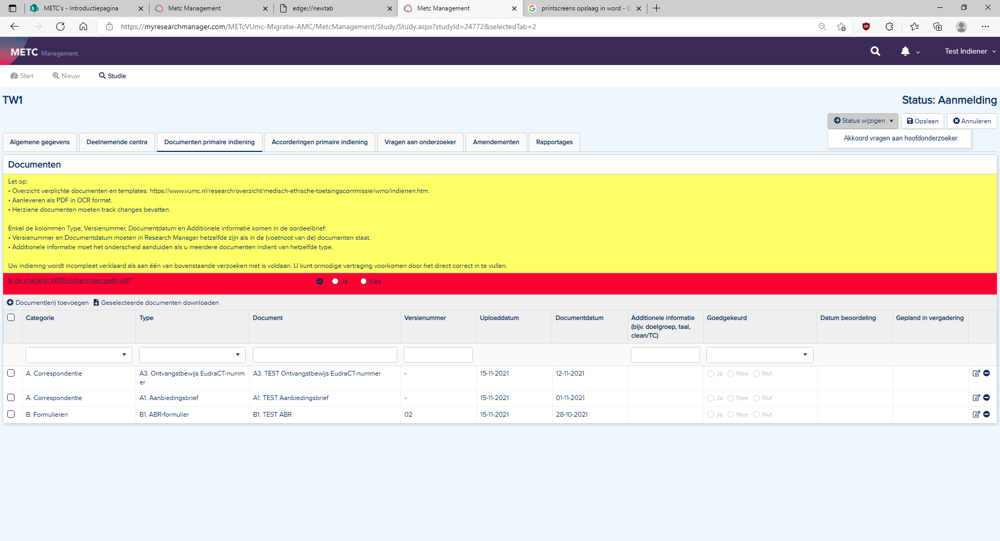 METC's - Introductiepagina
Metc Management
edge://newtab
Metc Management
printscreens opslaag in word - G
https://myresearchmanager.com/METcVUmc-Migratie-AMC/MetcManagement/Study/Study.aspx?studyId=24772&selectedTab=2
METC Management
Test Indiener
Start Nieuw Studie
TW1
Status: Aanmelding
Status wijzigen Opslaan Annuleren
Akkoord vragen aan hoofdonderzoeker
Algemene gegevens Deelnemende centra Documenten primaire indiening Accorderingen primaire indiening Vragen aan onderzoeker Amendementen Rapportages
Documenten
Let op:
• Overzicht verplichte documenten en templates: https://www.vumc.nl/research/overzicht/medisch-ethische-toetsingscommissie/wmo/indienen.htm.
• Aanleveren als PDF in OCR format.
• Herziene documenten moeten track changes bevatten.
Enkel de kolommen Type, Versienummer, Documentdatum en Additionele informatie komen in de oordeelbrief:
• Versienummer en Documentdatum moeten in Research Manager hetzelfde zijn als in de (voetnoot van de) documenten staat.
• Additionele informatie moet het onderscheid aanduiden als u meerdere documenten indient van hetzelfde type.
Uw indiening wordt incompleet verklaard als aan één van bovenstaande verzoeken niet is voldaan. U kunt onnodige vertraging voorkomen door het direct correct in te vullen.
Is de checklist WMO-indieningen gebruikt? Ja Nee
Document(en) toevoegen Geselecteerde documenten downloaden
Categorie Type Document Versienummer Uploaddatum Documentdatum Additionele informatie Goedgekeurd Datum beoordeling Gepland in vergadering
(bijv. doelgroep, taal,
clean/TC)
A. Correspondentie A3. Ontvangstbewijs EudraCT-numm A3. TEST Ontvangstbewijs EudraCT-nummer - 15-11-2021 12-11-2021 Ja Nee Nvt
er
A. Correspondentie A1. Aanbiedingsbrief A1. TEST Aanbiedingsbrief - 15-11-2021 01-11-2021 Ja Nee Nvt
B. Formulieren B1. ABR-formulier B1. TEST ABR 02 15-11-2021 28-10-2021 Ja Nee Nvt